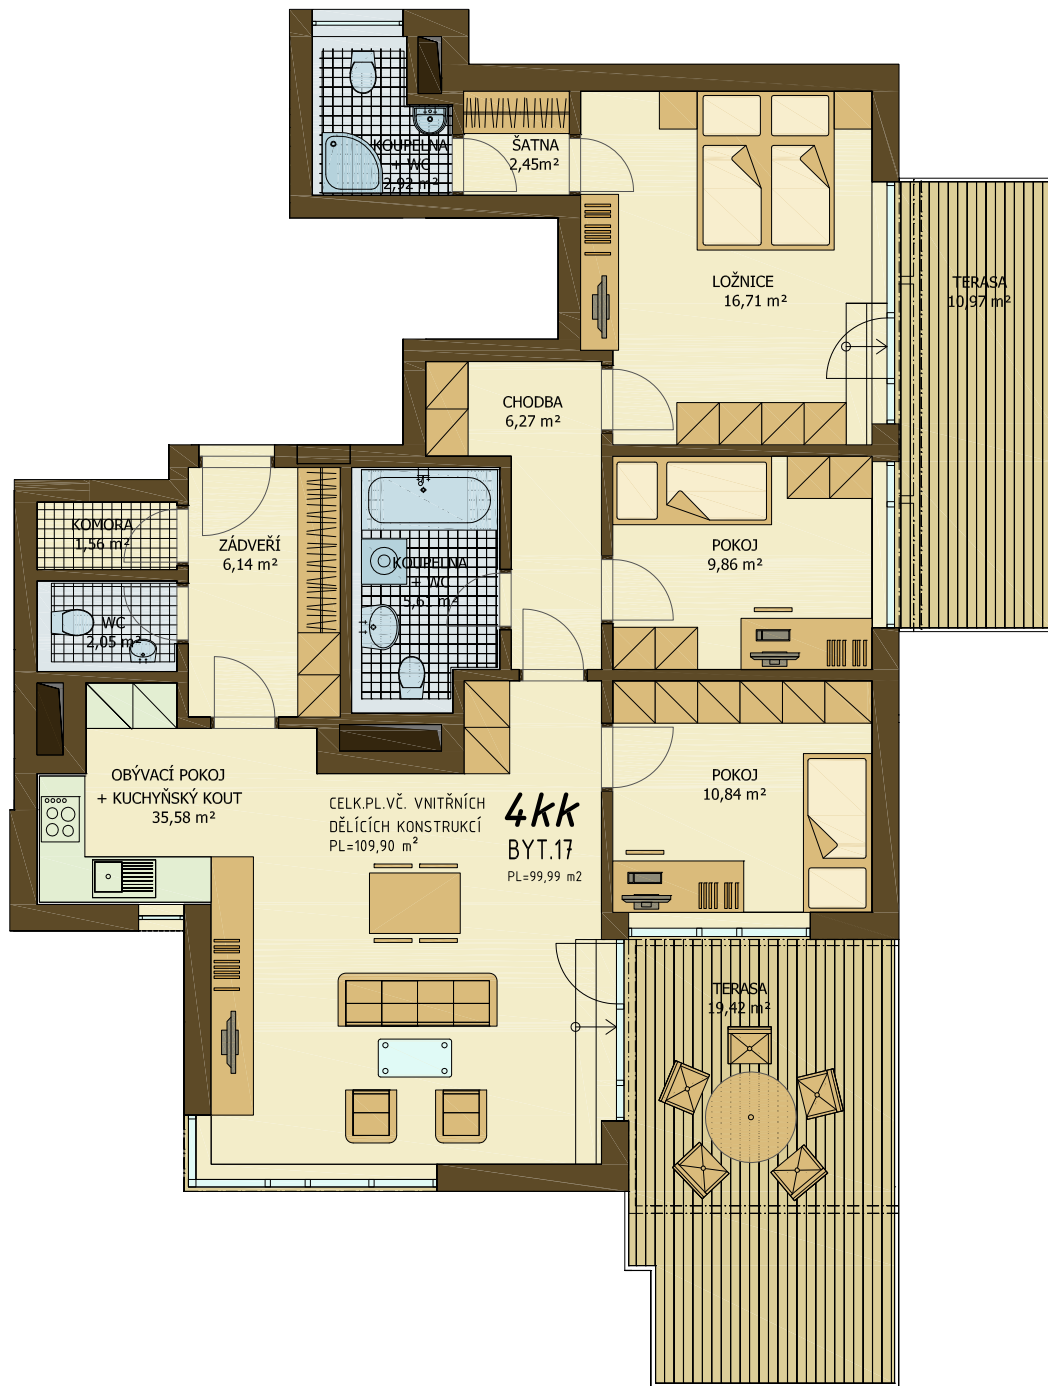 KOUPELNA
+ WC
2,92 m²
ŠATNA
2,45m²
LOŽNICE
16,71 m²
TERASA
10,97 m²
CHODBA
6,27 m²
KOMORA
1,56 m²
ZÁDVEŘÍ
6,14 m²
KOUPELNA
+ WC
5,61 m²
POKOJ
9,86 m²
WC
2,05 m²
OBÝVACÍ POKOJ
+ KUCHYŇSKÝ KOUT
35,58 m²
CELK.PL.VČ. VNITŘNÍCH
DĚLÍCÍCH KONSTRUKCÍ
PL=109,90 m²
4kk
BYT.17
PL=99,99 m2
POKOJ
10,84 m²
TERASA
19,42 m²